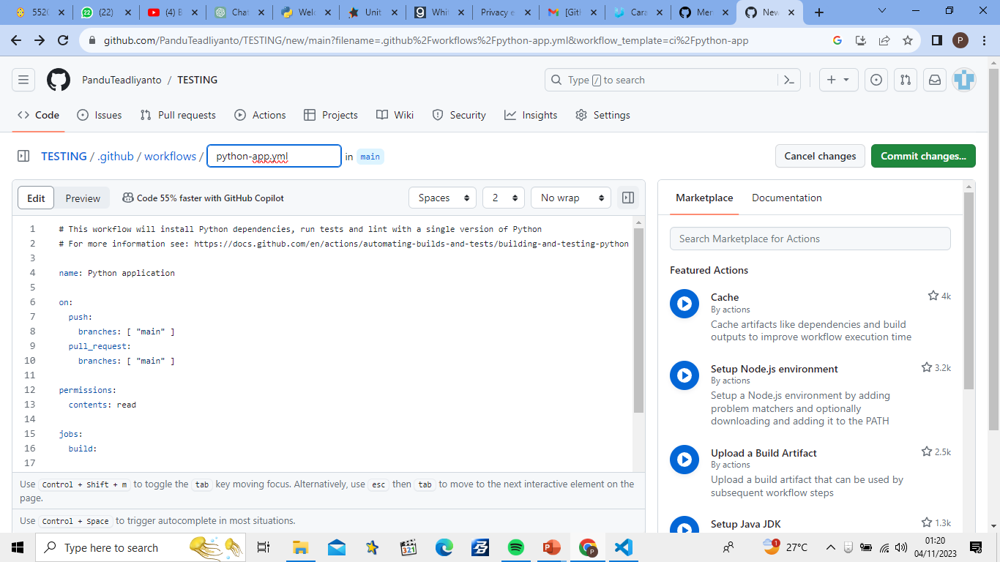 552(
(22)
(4) B
Chat
Welc
Unit
Whit
Privacy e
[Gith
Cara
Mer
New
github.com/PanduTeadliyanto/TESTING/new/main?filename=.github%2Fworkflows%2Fpython-app.yml&workflow_template=ci%2Fpython-app
P
PanduTeadliyanto / TESTING
Type / to search
Code Issues Pull requests Actions Projects Wiki Security Insights Settings
TESTING / .github / workflows / python-app.yml in main
Cancel changes
Commit changes...
Edit Preview
Code 55% faster with GitHub Copilot
Spaces 2 No wrap
1 # This workflow will install Python dependencies, run tests and lint with a single version of Python
2 # For more information see: https://docs.github.com/en/actions/automating-builds-and-tests/building-and-testing-python
3
4 name: Python application
5
6 on:
7 push:
8 branches: [ "main" ]
9 pull_request:
10 branches: [ "main" ]
11
12 permissions:
13 contents: read
14
15 jobs:
16 build:
17
Use Control + Shift + m to toggle the tab key moving focus. Alternatively, use esc then tab to move to the next interactive element on the
page.
Use Control + Space to trigger autocomplete in most situations.
Marketplace Documentation
Search Marketplace for Actions
Featured Actions
Cache 4k
By actions
Cache artifacts like dependencies and build
outputs to improve workflow execution time
Setup Node.js environment 3.2k
By actions
Setup a Node.js environment by adding
problem matchers and optionally
downloading and adding it to the PATH
Upload a Build Artifact 2.5k
By actions
Upload a build artifact that can be used by
subsequent workflow steps
Setup Java JDK 1.3k
Type here to search
321
1
27°C
01:20
04/11/2023